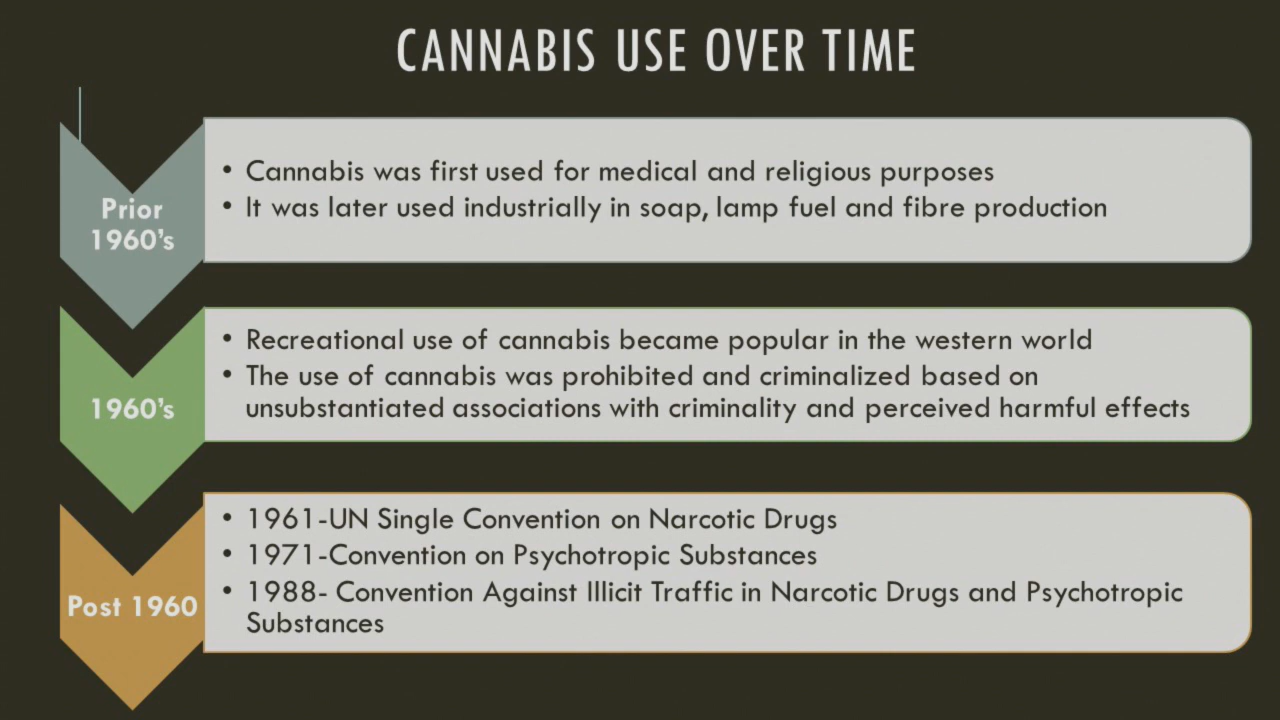 CANNABIS USE OVER TIME
Prior
1960's
• Cannabis was first used for medical and religious purposes
• It was later used industrially in soap, lamp fuel and fibre production
1960's
• Recreational use of cannabis became popular in the western world
• The use of cannabis was prohibited and criminalized based on
unsubstantiated associations with criminality and perceived harmful effects
Post 1960
• 1961-UN Single Convention on Narcotic Drugs
• 1971-Convention on Psychotropic Substances
• 1988- Convention Against Illicit Traffic in Narcotic Drugs and Psychotropic
Substances